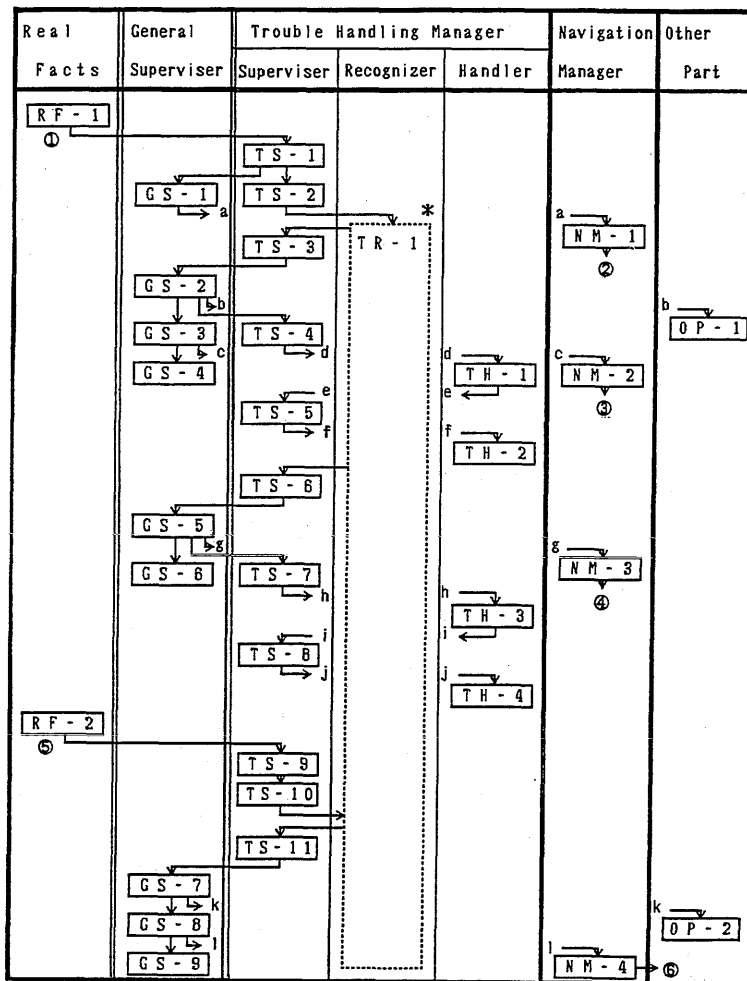 Real General Trouble Handling Manager Navigation Other
Facts Superviser Superviser Recognizer Handler Manager Part
RF-1
①
TS-1
GS-1 TS-2
a
*
a
TS-3 TR-1 NM-1
②
GS-2
b
b
GS-3 TS-4 OP-1
c d d c
GS-4 TH-1 NM-2
e e
TS-5 ③
f f
TH-2
TS-6
GS-5
g g
GS-6 TS-7 NM-3
h h ④
TH-3
i i
TS-8
j j
TH-4
RF-2
⑤
TS-9
TS-10
TS-11
GS-7
k k
GS-8 OP-2
l l
GS-9 NM-4 ⑥